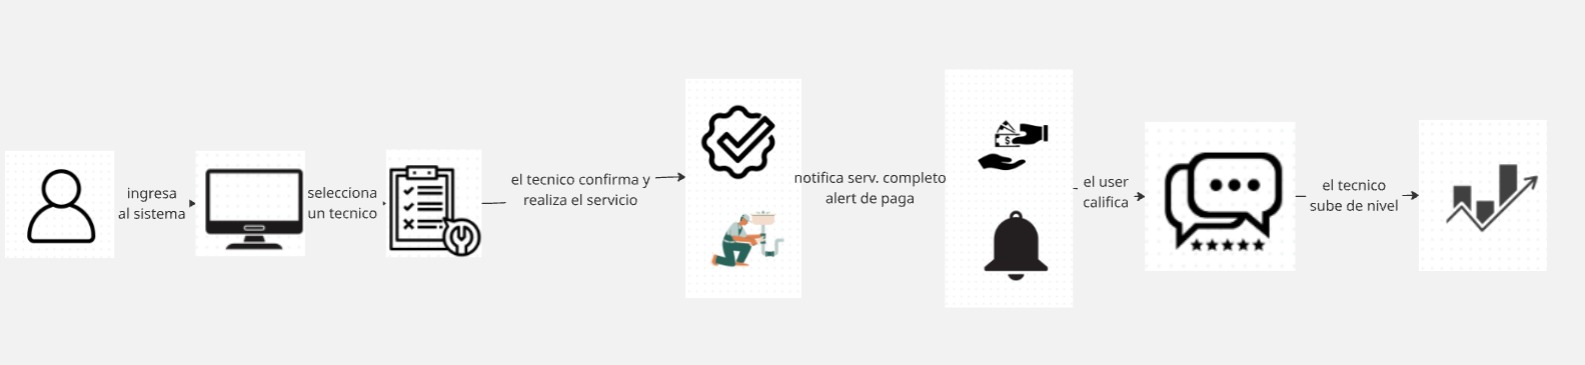 ingresa
al sistema
selecciona
un tecnico
el tecnico confirma y
realiza el servicio
notifica serv. completo
alert de paga
$
el user
califica
el tecnico
sube de nivel